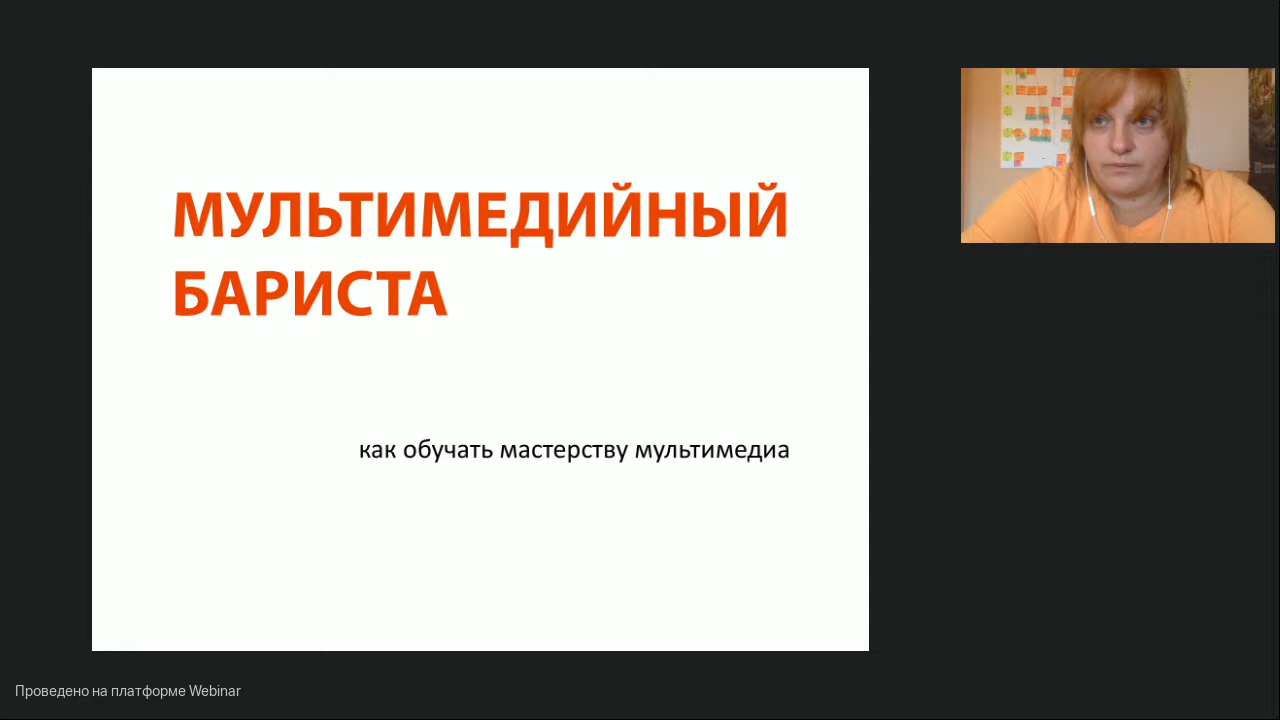 МУЛЬТИМЕДИЙНЫЙ
БАРИСТА
как обучать мастерству мультимедиа
Проведено на платформе Webinar